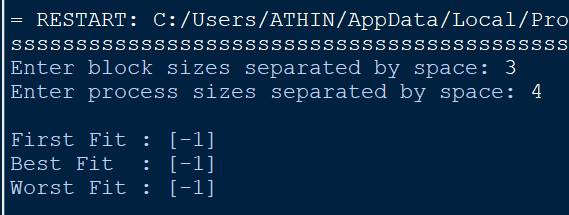 = RESTART: C:/Users/ATHIN/AppData/Local/Pro
sssssssssssssssssssssssssssssssssssssssssss
Enter block sizes separated by space: 3
Enter process sizes separated by space: 4
First Fit : [-1]
Best Fit  : [-1]
Worst Fit : [-1]